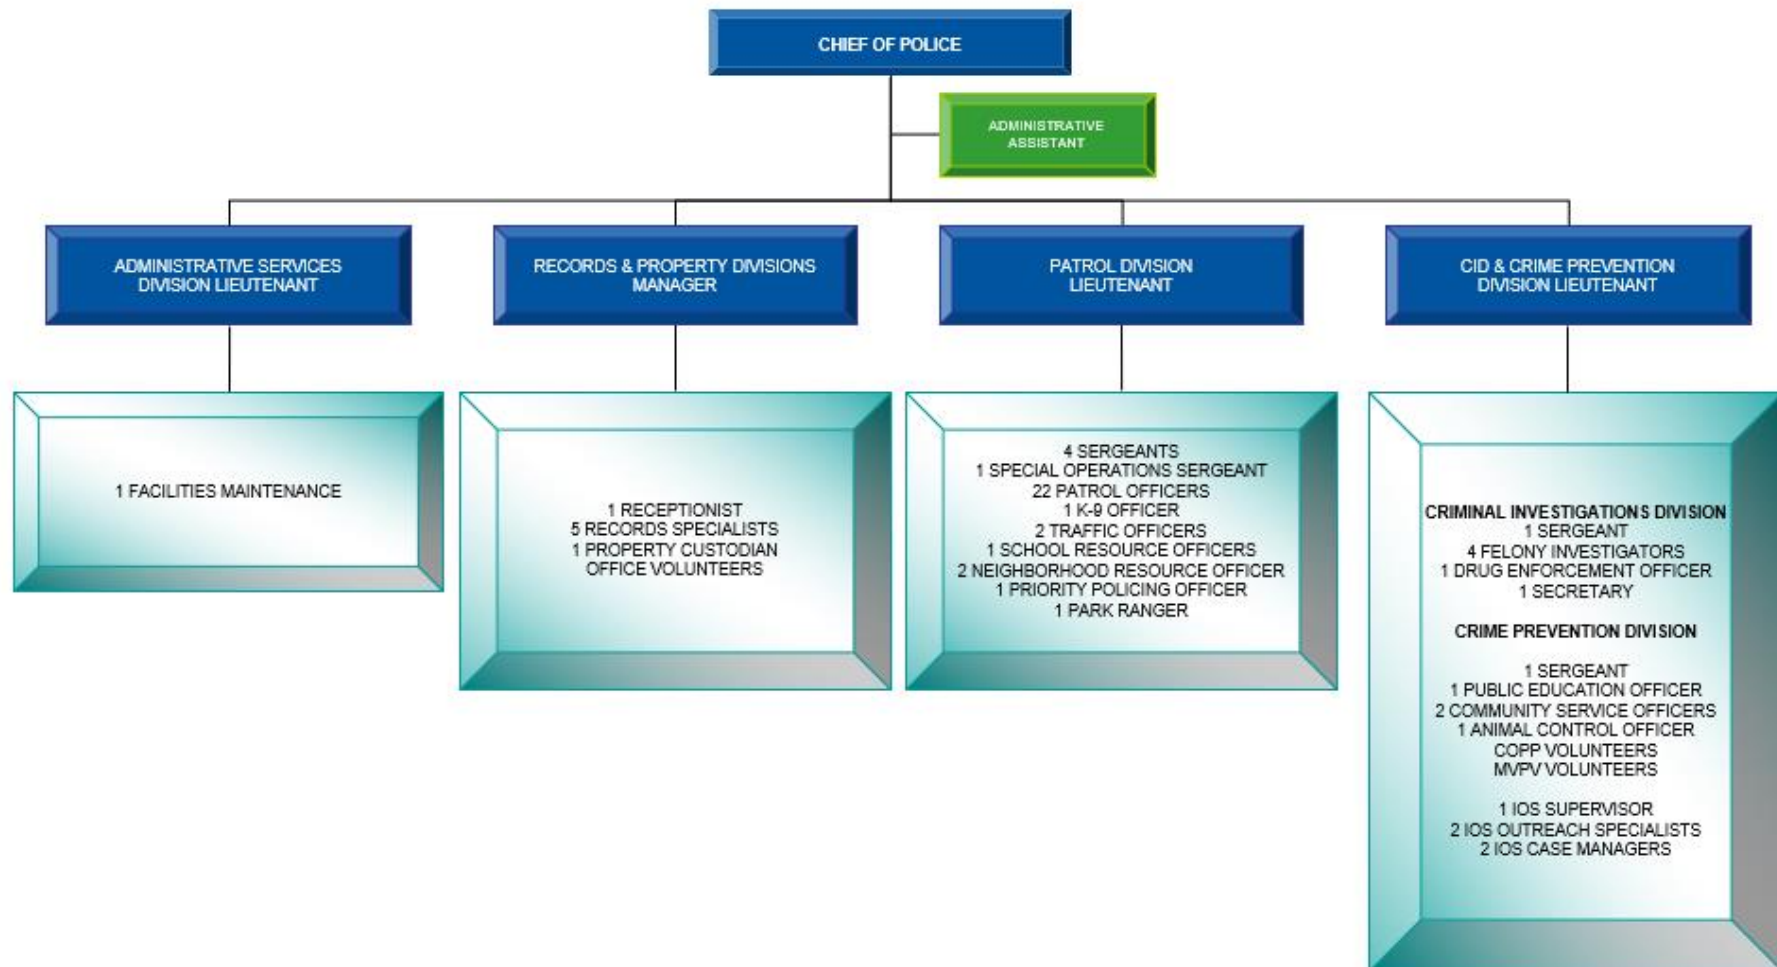 CHIEF OF POLICE
ADMINISTRATIVE
ASSISTANT
ADMINISTRATIVE SERVICES
DIVISION LIEUTENANT
RECORDS & PROPERTY DIVISIONS
MANAGER
PATROL DIVISION
LIEUTENANT
CID & CRIME PREVENTION
DIVISION LIEUTENANT
1 FACILITIES MAINTENANCE
1 RECEPTIONIST
5 RECORDS SPECIALISTS
1 PROPERTY CUSTODIAN
OFFICE VOLUNTEERS
4 SERGEANTS
1 SPECIAL OPERATIONS SERGEANT
22 PATROL OFFICERS
1 K-9 OFFICER
2 TRAFFIC OFFICERS
1 SCHOOL RESOURCE OFFICERS
2 NEIGHBORHOOD RESOURCE OFFICER
1 PRIORITY POLICING OFFICER
1 PARK RANGER
CRIMINAL INVESTIGATIONS DIVISION
1 SERGEANT
4 FELONY INVESTIGATORS
1 DRUG ENFORCEMENT OFFICER
1 SECRETARY
CRIME PREVENTION DIVISION
1 SERGEANT
1 PUBLIC EDUCATION OFFICER
2 COMMUNITY SERVICE OFFICERS
1 ANIMAL CONTROL OFFICER
COPP VOLUNTEERS
MVPV VOLUNTEERS
1 IOS SUPERVISOR
2 IOS OUTREACH SPECIALISTS
2 IOS CASE MANAGERS